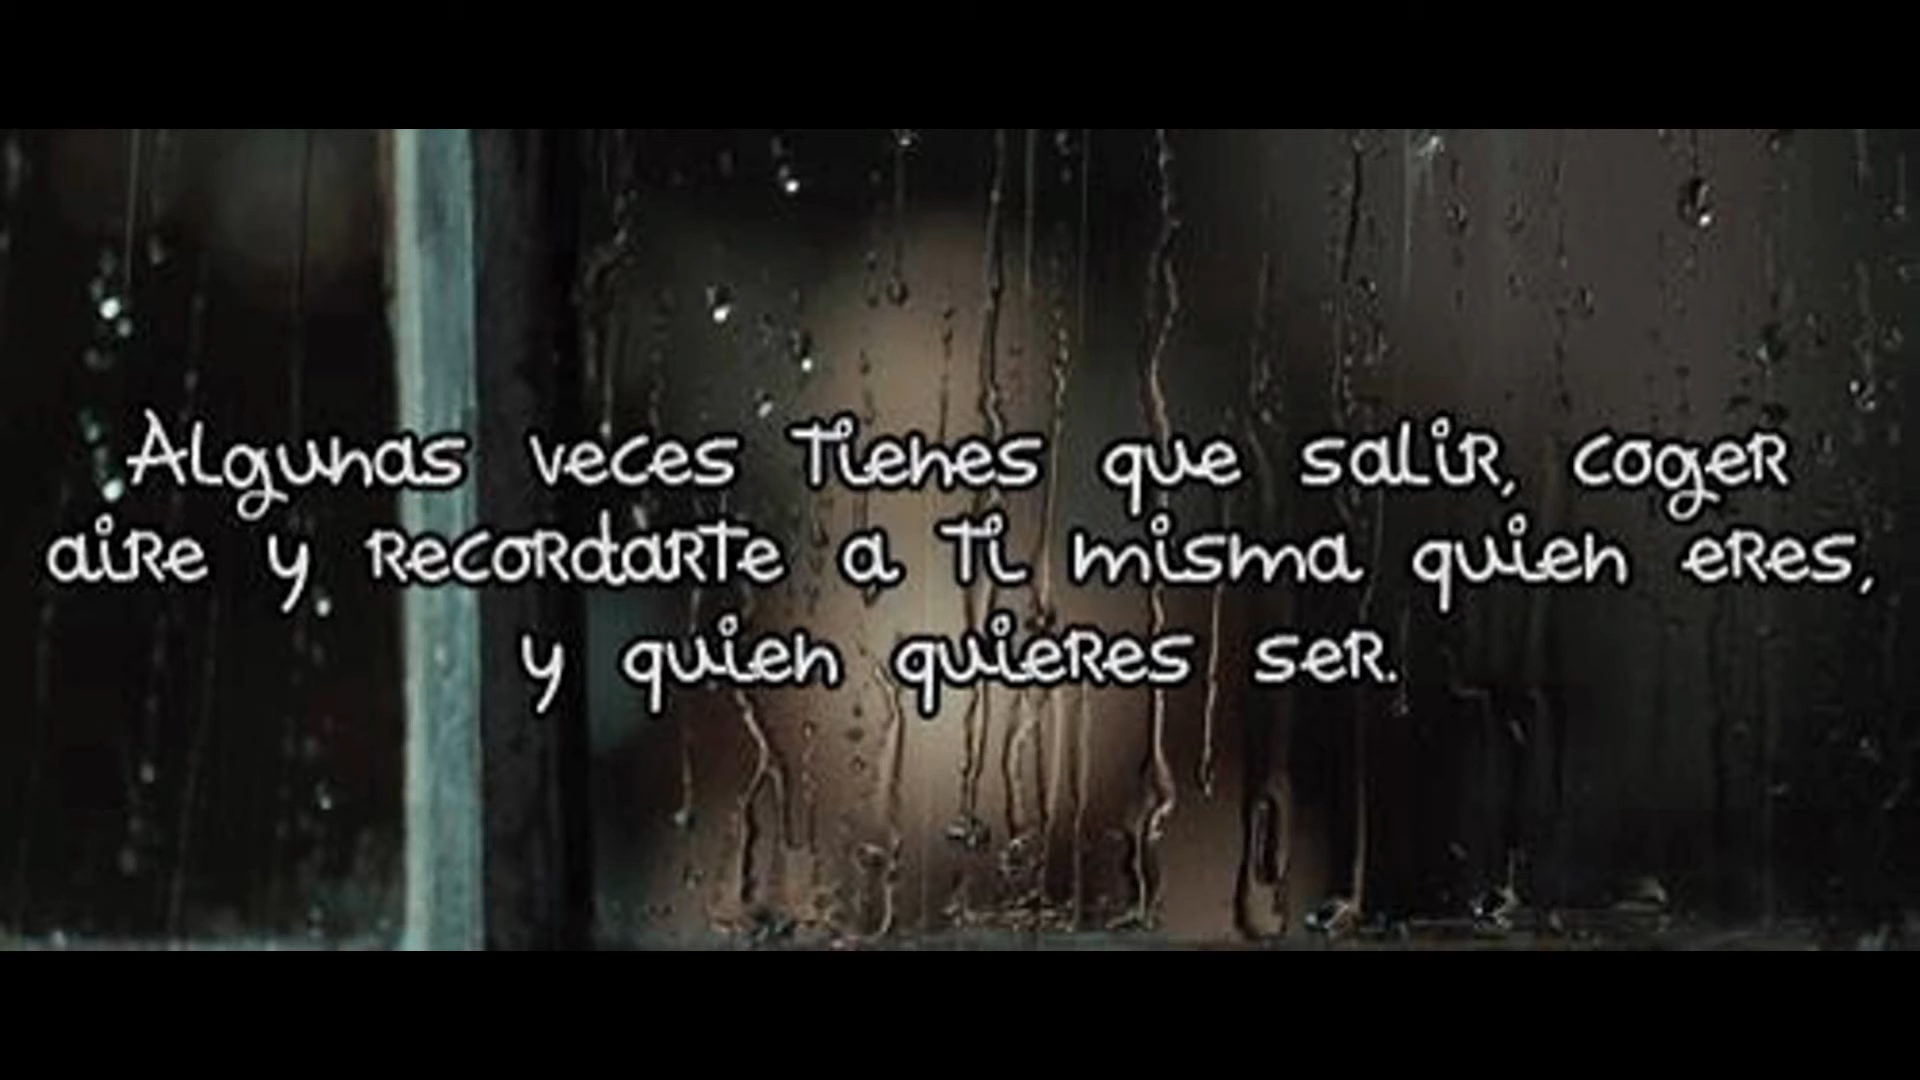 Algunas veces tienes que salir, coger
aire y recordarte a ti misma quien eres,
y quien quieres ser.